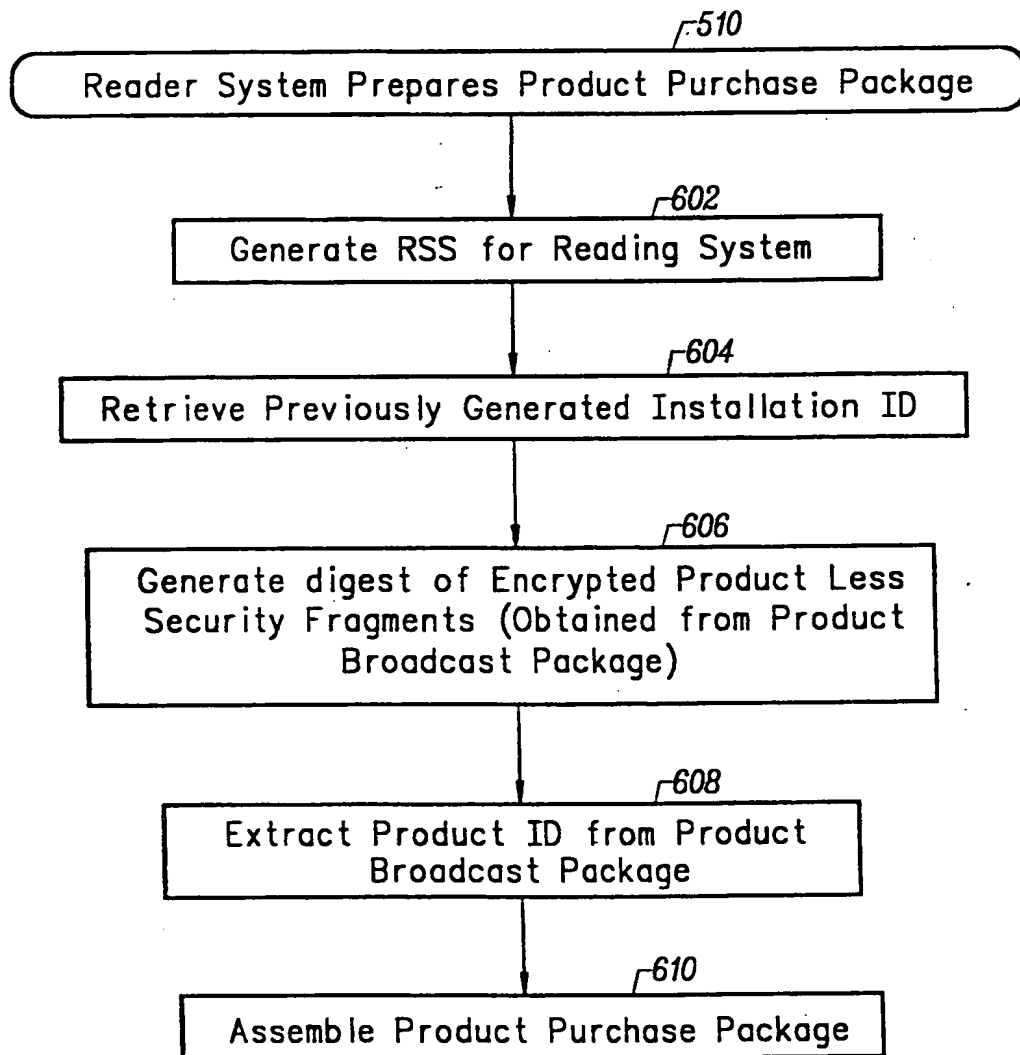 510
Reader System Prepares Product Purchase Package
602
Generate RSS for Reading System
604
Retrieve Previously Generated Installation ID
606
Generate digest of Encrypted Product Less
Security Fragments (Obtained from Product
Broadcast Package)
608
Extract Product ID from Product
Broadcast Package
610
Assemble Product Purchase Package